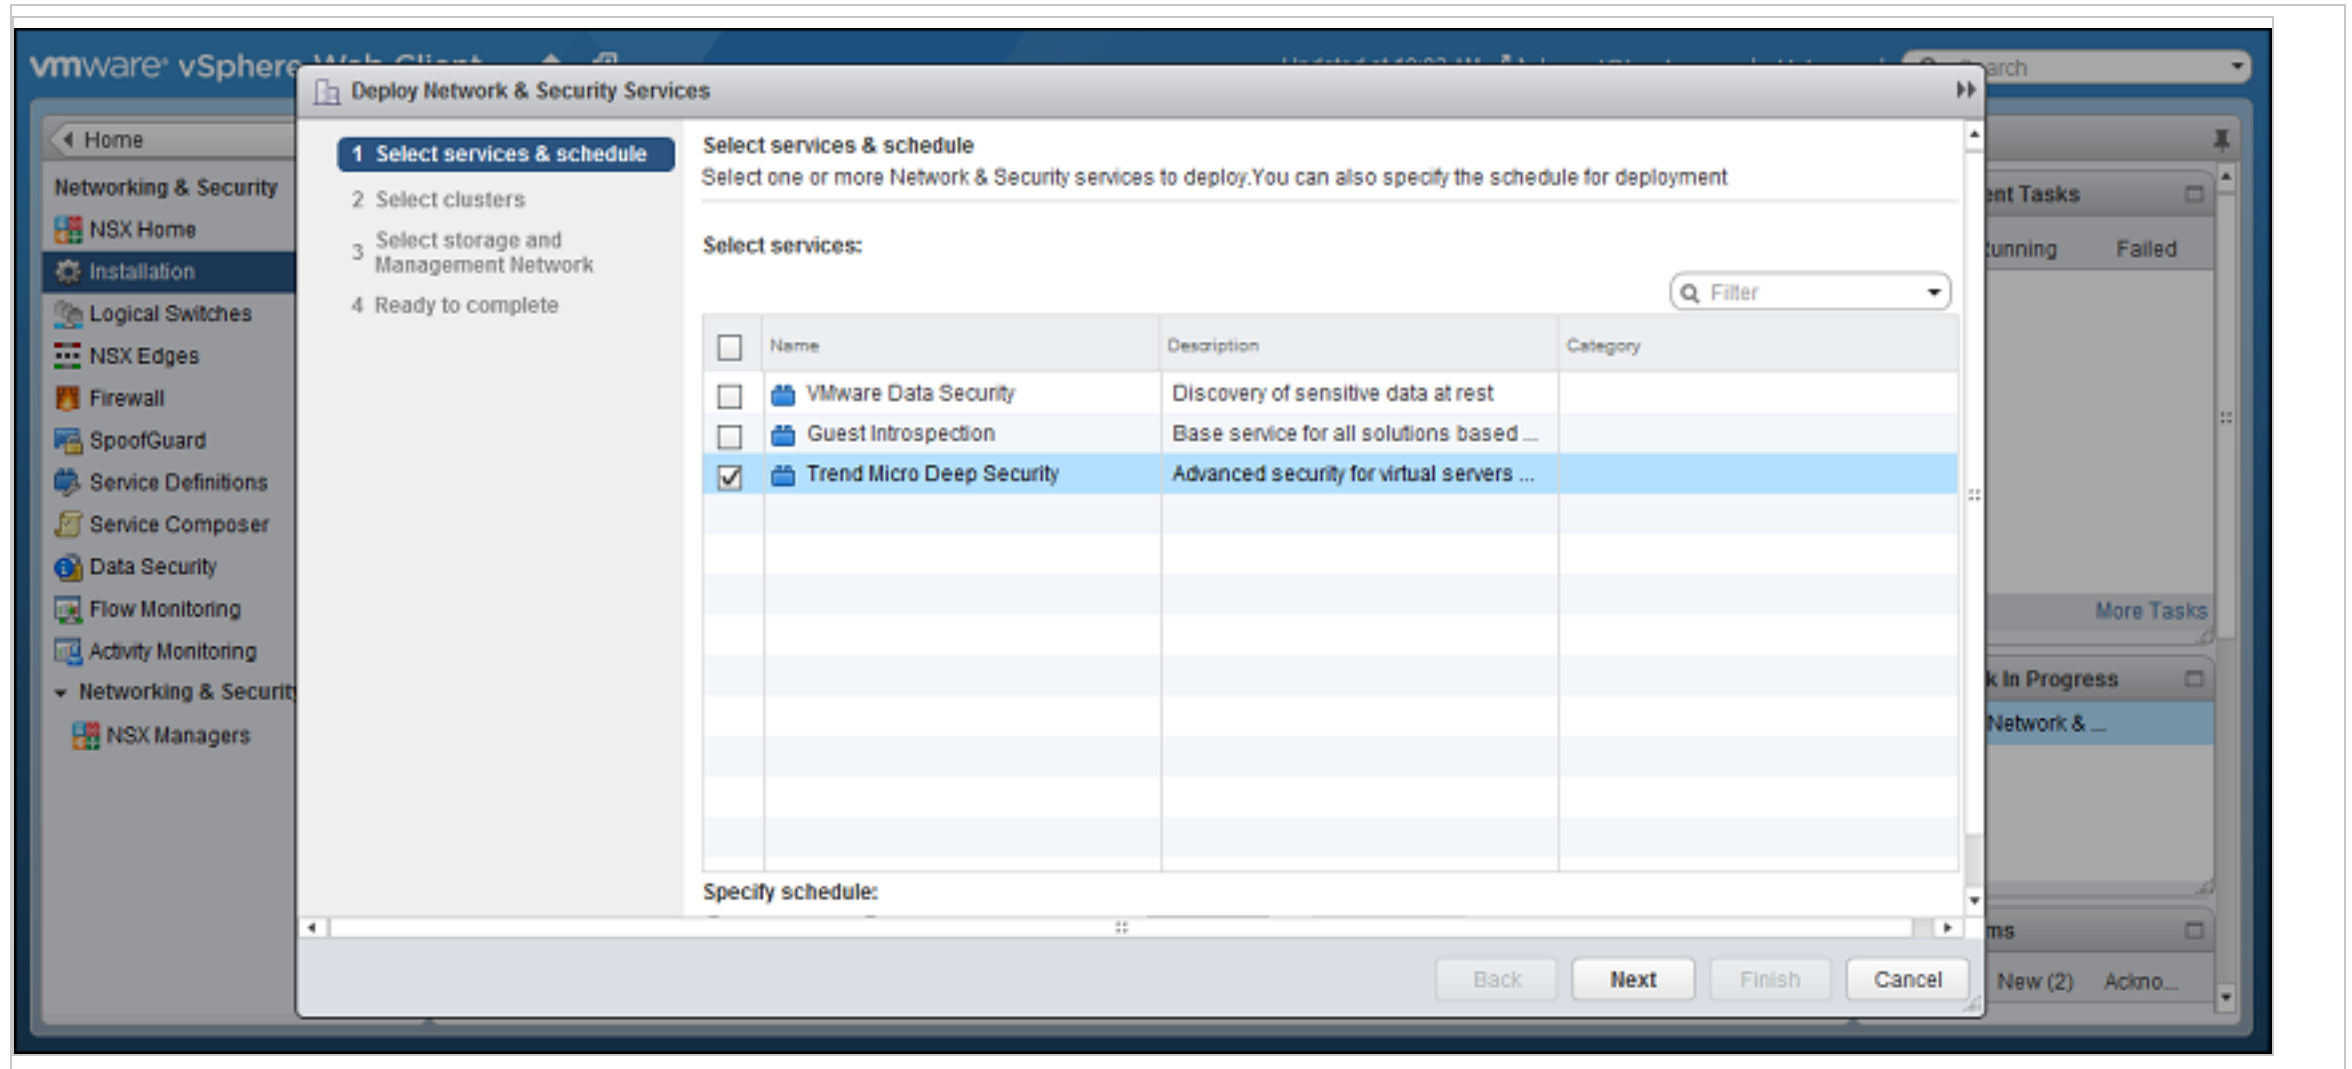 vmware vSphere Web Client
Search
Deploy Network & Security Services
Home
Networking & Security
NSX Home
Installation
Logical Switches
NSX Edges
Firewall
SpoofGuard
Service Definitions
Service Composer
Data Security
Flow Monitoring
Activity Monitoring
Networking & Security
NSX Managers
1 Select services & schedule
2 Select clusters
3 Select storage and
Management Network
4 Ready to complete
Select services & schedule
Select one or more Network & Security services to deploy.You can also specify the schedule for deployment
Select services:
Filter
Name Description Category
VMware Data Security Discovery of sensitive data at rest
Guest Introspection Base service for all solutions based ...
Trend Micro Deep Security Advanced security for virtual servers ...
Specify schedule:
Back Next Finish Cancel
Tasks
Failed
More Tasks
In Progress
Network & ...
New (2) Ackno...